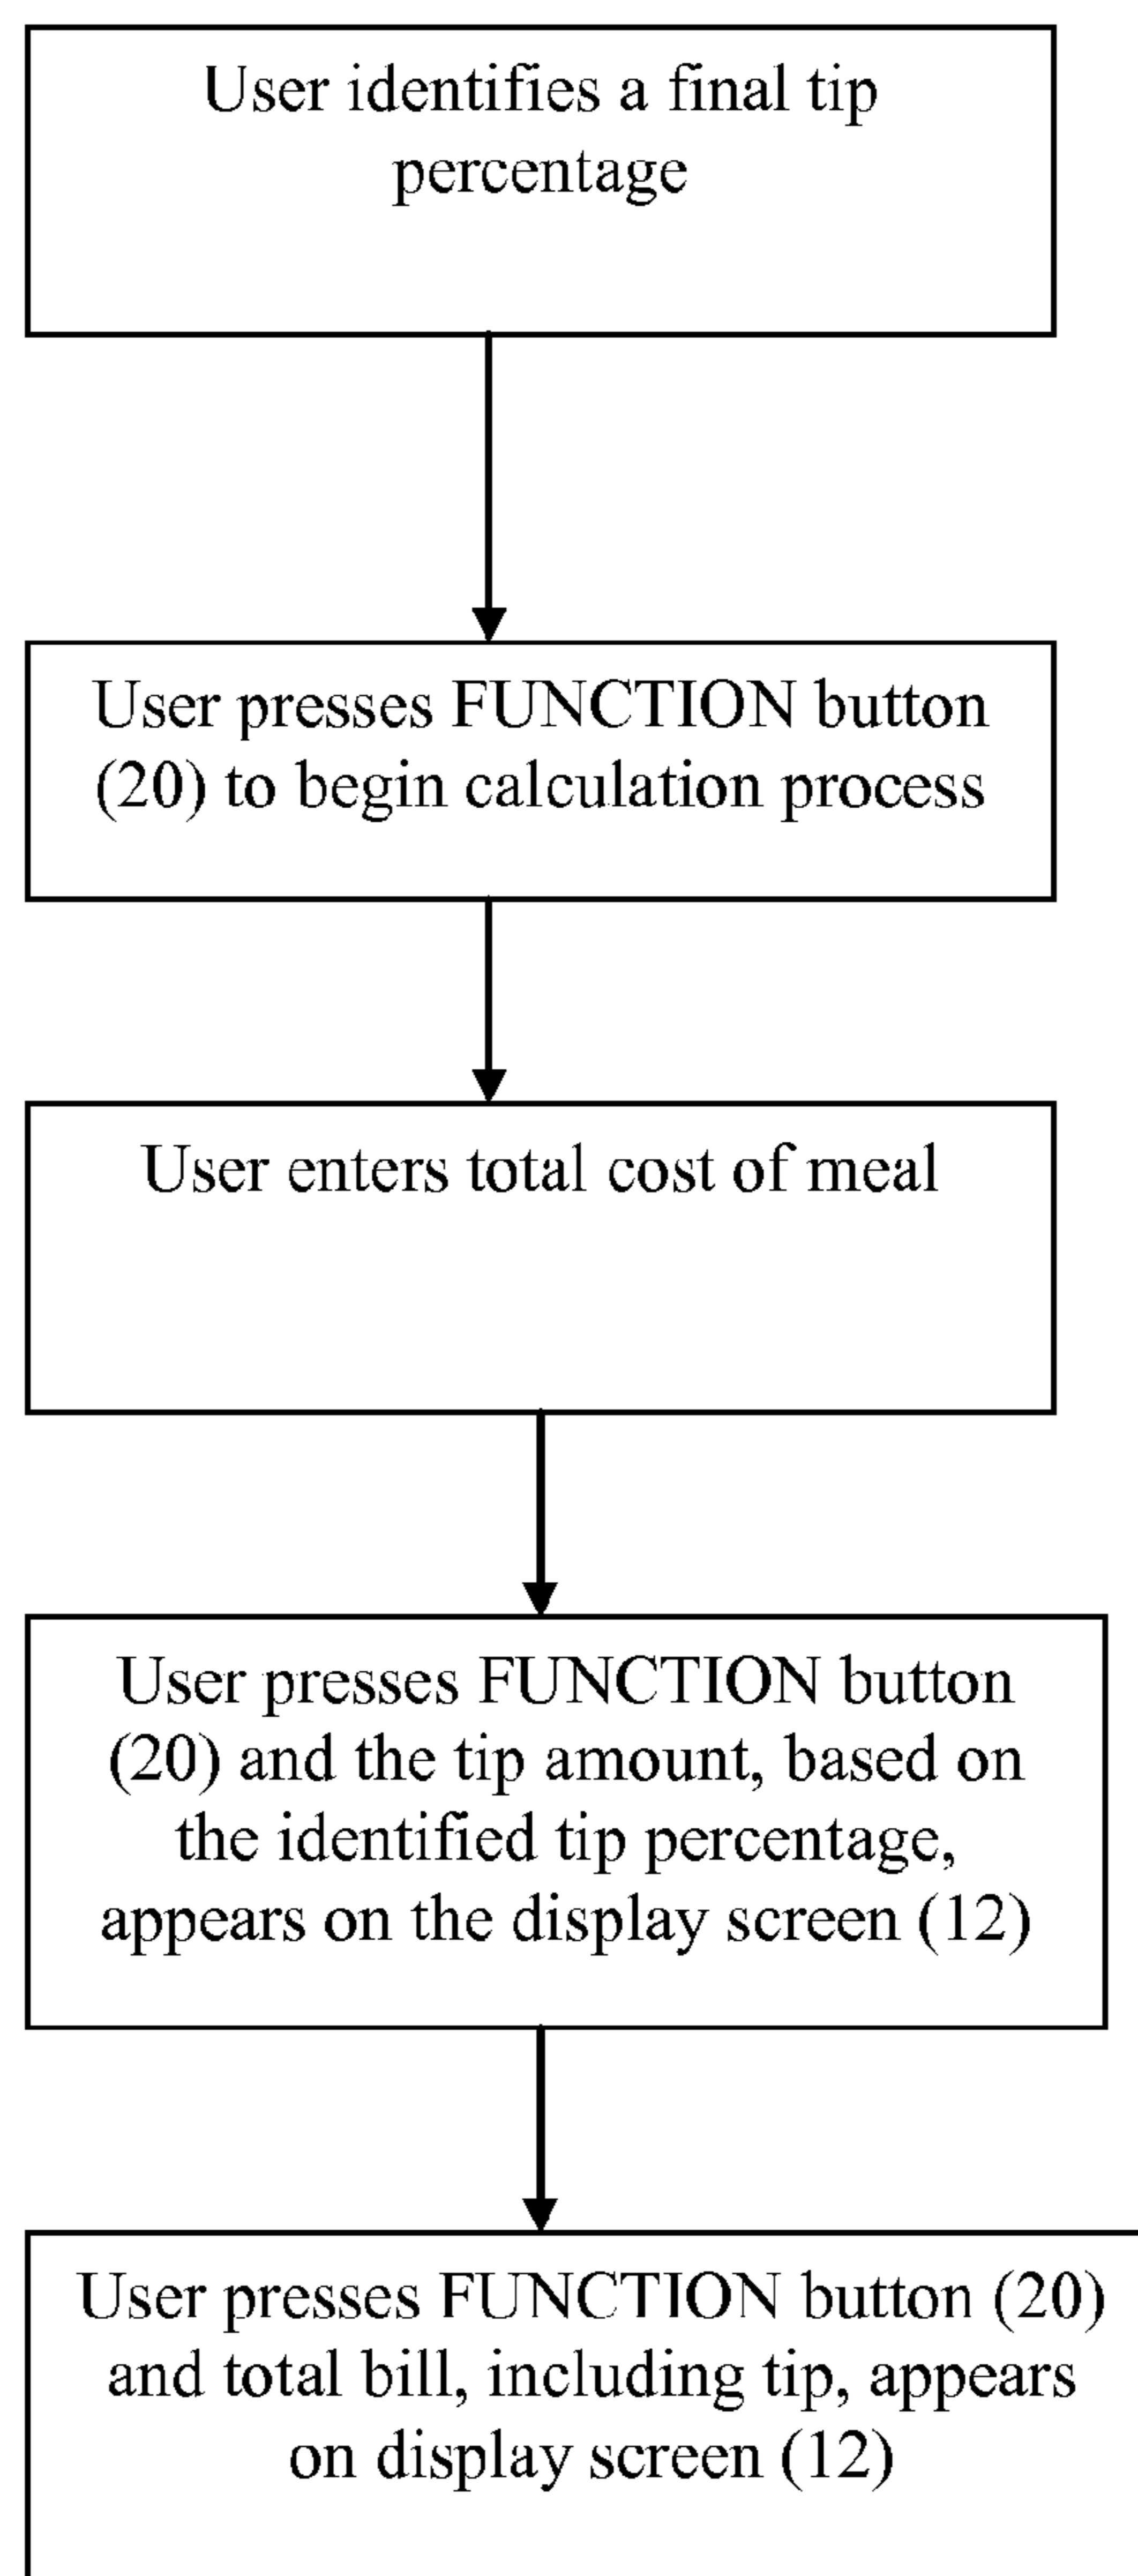 User identifies a final tip
percentage
User presses FUNCTION button
(20) to begin calculation process
User enters total cost of meal
User presses FUNCTION button
(20) and the tip amount, based on
the identified tip percentage,
appears on the display screen (12)
User presses FUNCTION button (20)
and total bill, including tip, appears
on display screen (12)